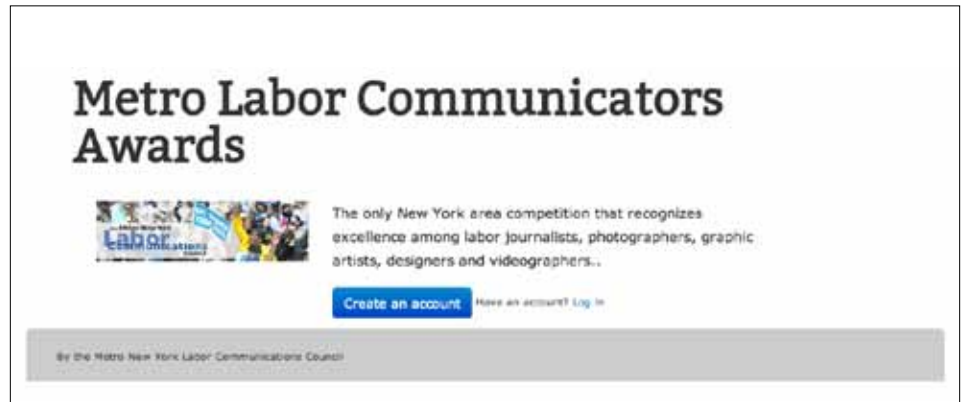 Metro Labor Communicators
Awards
Labor
Communications
The only New York area competition that recognizes
excellence among labor journalists, photographers, graphic
artists, designers and videographers..
Create an account Have an account? Log in
By the Metro New York Labor Communications Council